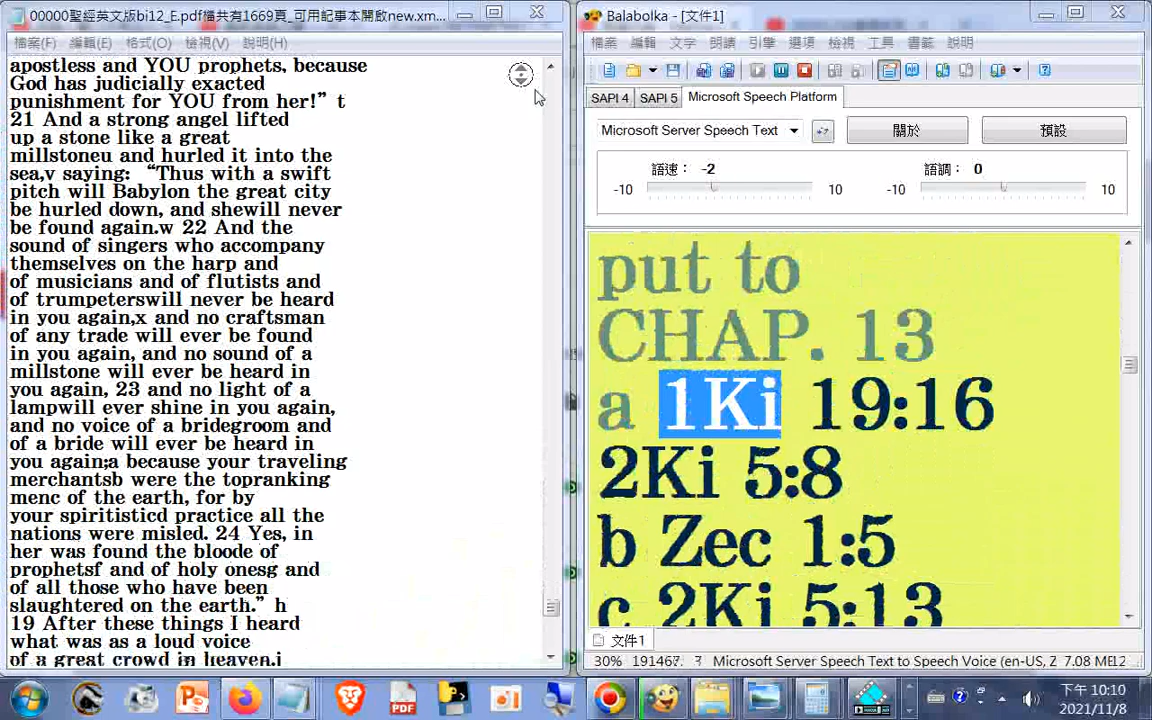 00000聖經英文版bi12_E.pdf檔共有1669頁_可用記事本開啟new.xm...
檔案(F) 編輯(E) 格式(O) 檢視(V) 說明(H)
apostless and YOU prophets, because
God has judicially exacted
punishment for YOU from her!” t
21 And a strong angel lifted
up a stone like a great
millstoneu and hurled it into the
sea,v saying: “Thus with a swift
pitch will Babylon the great city
be hurled down, and shewill never
be found again.w 22 And the
sound of singers who accompany
themselves on the harp and
of musicians and of flutists and
of trumpeterswill never be heard
in you again,x and no craftsman
of any trade will ever be found
in you again, and no sound of a
millstone will ever be heard in
you again, 23 and no light of a
lampwill ever shine in you again,
and no voice of a bridegroom and
of a bride will ever be heard in
you again;a because your traveling
merchantsb were the topranking
menc of the earth, for by
your spiritisticd practice all the
nations were misled. 24 Yes, in
her was found the bloode of
prophetsf and of holy onesg and
of all those who have been
slaughtered on the earth.” h
19 After these things I heard
what was as a loud voice
of a great crowd in heaven.i
Balabolka - [文件1]
檔案 編輯 文字 朗讀 引擎 選項 檢視 工具 書籤 說明
SAPI 4 SAPI 5 Microsoft Speech Platform
Microsoft Server Speech Text 關於 預設
語速: -2 語調: 0
-10 10 -10 10
put to
CHAP. 13
a 1Ki 19:16
2Ki 5:8
b Zec 1:5
c 2Ki 5:13
文件1
30% Microsoft Server Speech Text to Speech Voice (en-US, Z 7.08 ME
PDF
下午 10:10
2021/11/8